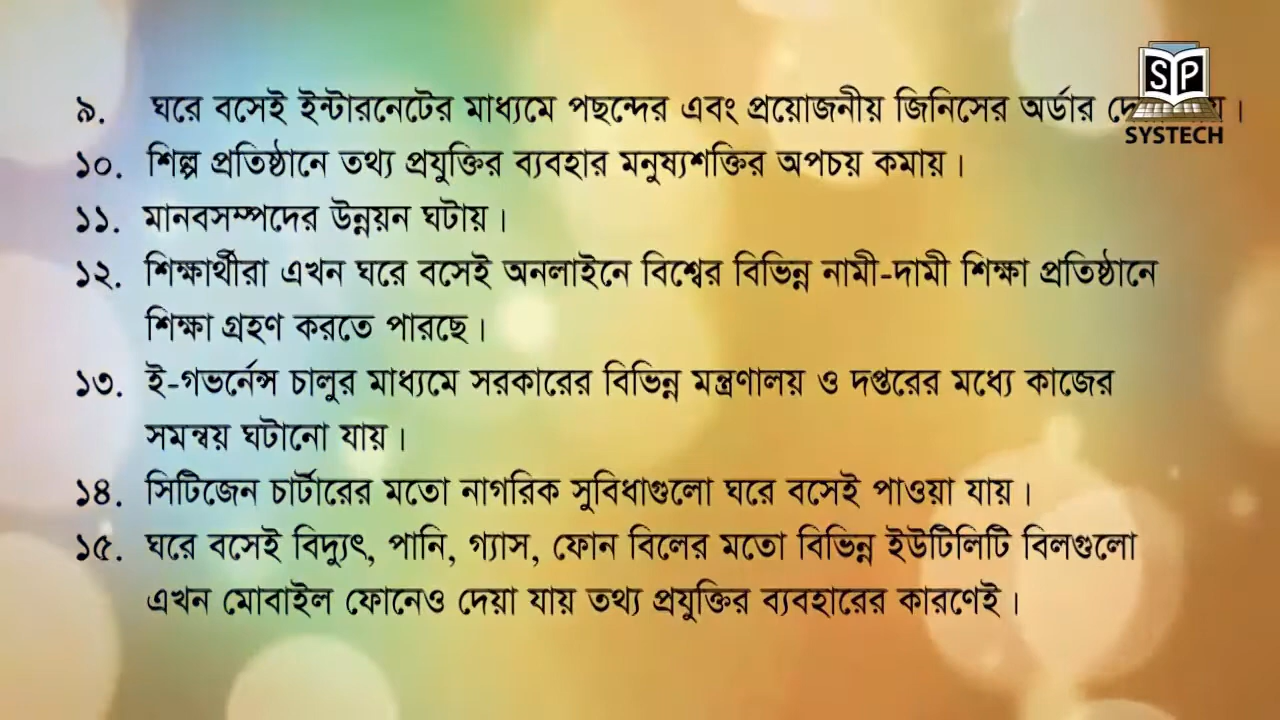 ৯. ঘরে বসেই ইন্টারনেটের মাধ্যমে পছন্দের এবং প্রয়োজনীয় জিনিসের অর্ডার
১০. শিল্প প্রতিষ্ঠানে তথ্য প্রযুক্তির ব্যবহার মনুষ্যশক্তির অপচয় কমায়।
১১. মানবসম্পদের উন্নয়ন ঘটায়।
১২. শিক্ষার্থীরা এখন ঘরে বসেই অনলাইনে বিশ্বের বিভিন্ন নামী-দামী শিক্ষা প্রতিষ্ঠানে
শিক্ষা গ্রহণ করতে পারছে।
১৩. ই-গভর্নেন্স চালুর মাধ্যমে সরকারের বিভিন্ন মন্ত্রণালয় ও দপ্তরের মধ্যে কাজের
সমন্বয় ঘটানো যায়।
১৪. সিটিজেন চার্টারের মতো নাগরিক সুবিধাগুলো ঘরে বসেই পাওয়া যায়।
১৫. ঘরে বসেই বিদ্যুৎ, পানি, গ্যাস, ফোন বিলের মতো বিভিন্ন ইউটিলিটি বিলগুলো
এখন মোবাইল ফোনেও দেয়া যায় তথ্য প্রযুক্তির ব্যবহারের কারণেই।
SP
SYSTECH